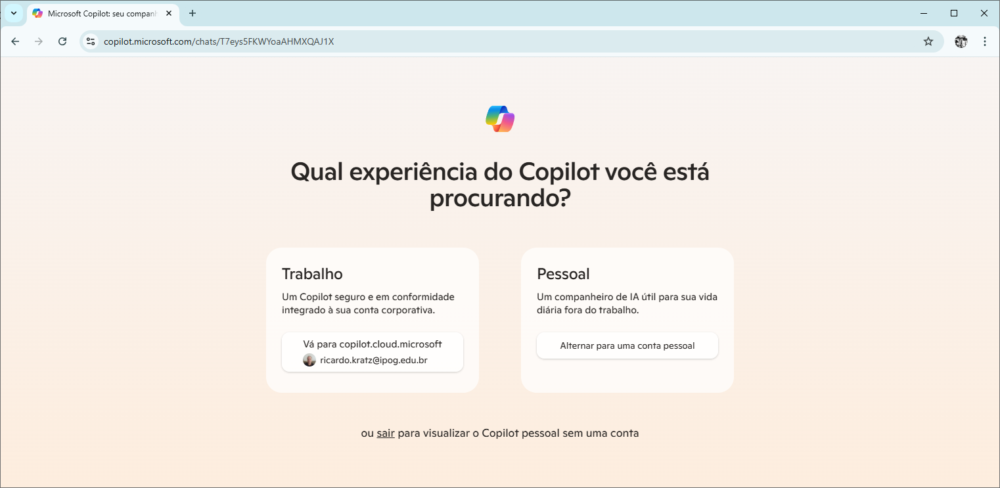 Microsoft Copilot: seu companh
copilot.microsoft.com/chats/T7eys5FKWYoaAHMXQAJ1X
Qual experiência do Copilot você está
procurando?
Trabalho
Um Copilot seguro e em conformidade
integrado à sua conta corporativa.
Vá para copilot.cloud.microsoft
ricardo.kratz@ipog.edu.br
Pessoal
Um companheiro de IA útil para sua vida
diária fora do trabalho.
Alternar para uma conta pessoal
ou sair para visualizar o Copilot pessoal sem uma conta